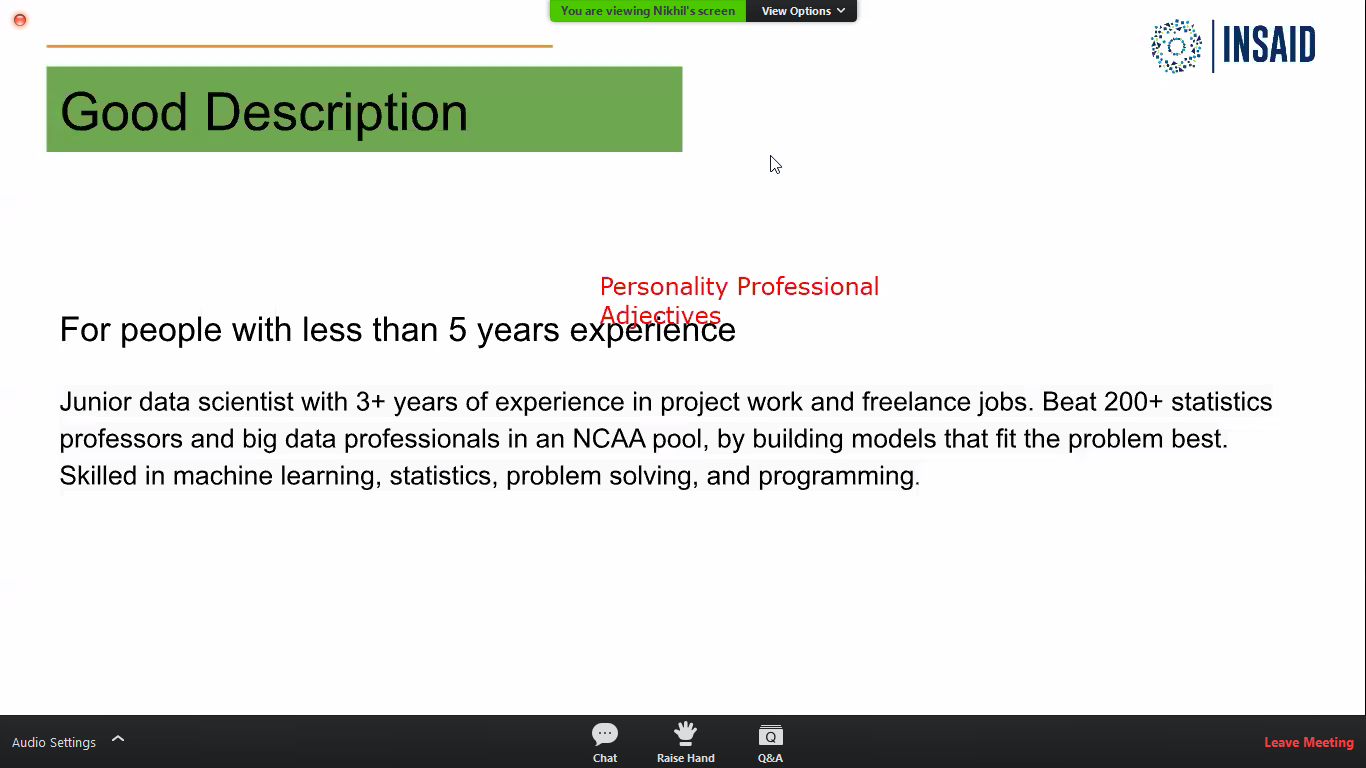 You are viewing Nikhil's screen
View Options
INSAID
Good Description
Personality Professional
Adjectives
For people with less than 5 years experience
Junior data scientist with 3+ years of experience in project work and freelance jobs. Beat 200+ statistics
professors and big data professionals in an NCAA pool, by building models that fit the problem best.
Skilled in machine learning, statistics, problem solving, and programming.
Audio Settings
Chat
Raise Hand
Q
Q&A
Leave Meeting